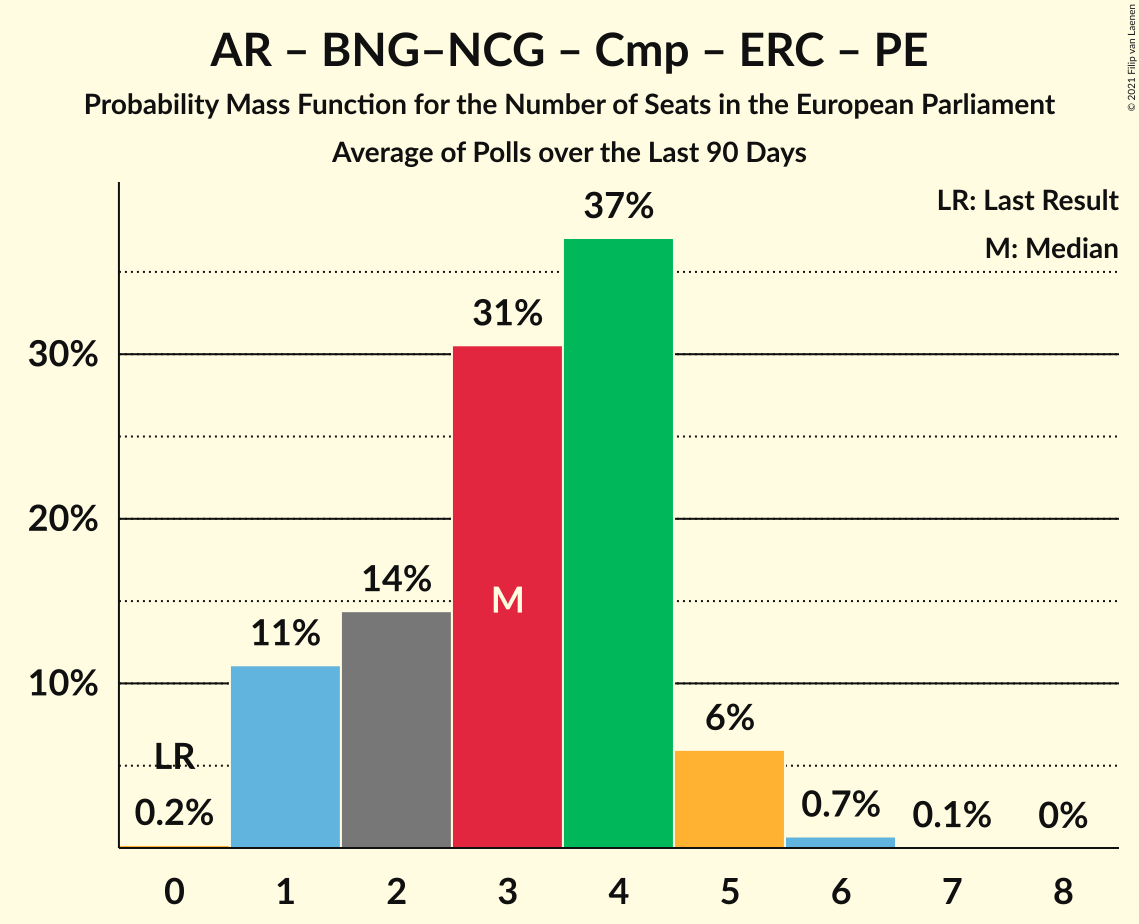 AR – BNG–NCG – Cmp – ERC – PE
Probability Mass Function for the Number of Seats in the European Parliament
Average of Polls over the Last 90 Days
© 2021 Filip van Laenen
LR: Last Result
M: Median
37%
31%
30%
20%
14%
M
11%
10%
6%
LR
0.2%
0.7%
0.1%
0%
0 1 2 3 4 5 6 7 8